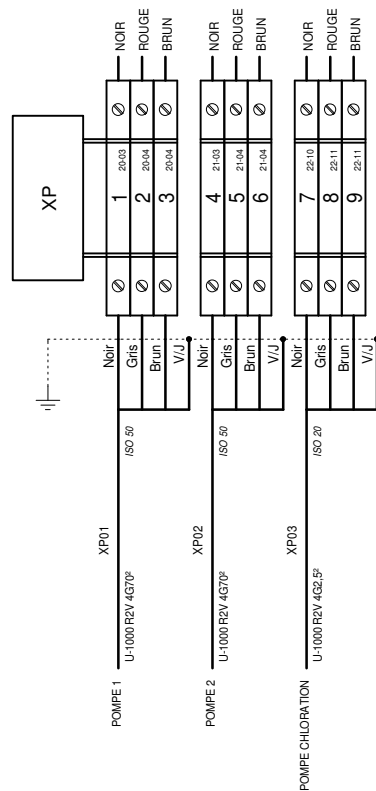 XP
1 20-03 NOIR
2 20-04 ROUGE
3 20-04 BRUN
4 21-03 NOIR
5 21-04 ROUGE
6 21-04 BRUN
7 22-10 NOIR
8 22-11 ROUGE
9 22-11 BRUN
Noir
Gris
Brun
V/J
Noir
Gris
Brun
V/J
Noir
Gris
Brun
V/J
ISO 50
ISO 50
ISO 20
XP01
XP02
XP03
U-1000 R2V 4G70²
U-1000 R2V 4G70²
U-1000 R2V 4G2,5²
POMPE 1
POMPE 2
POMPE CHLORATION